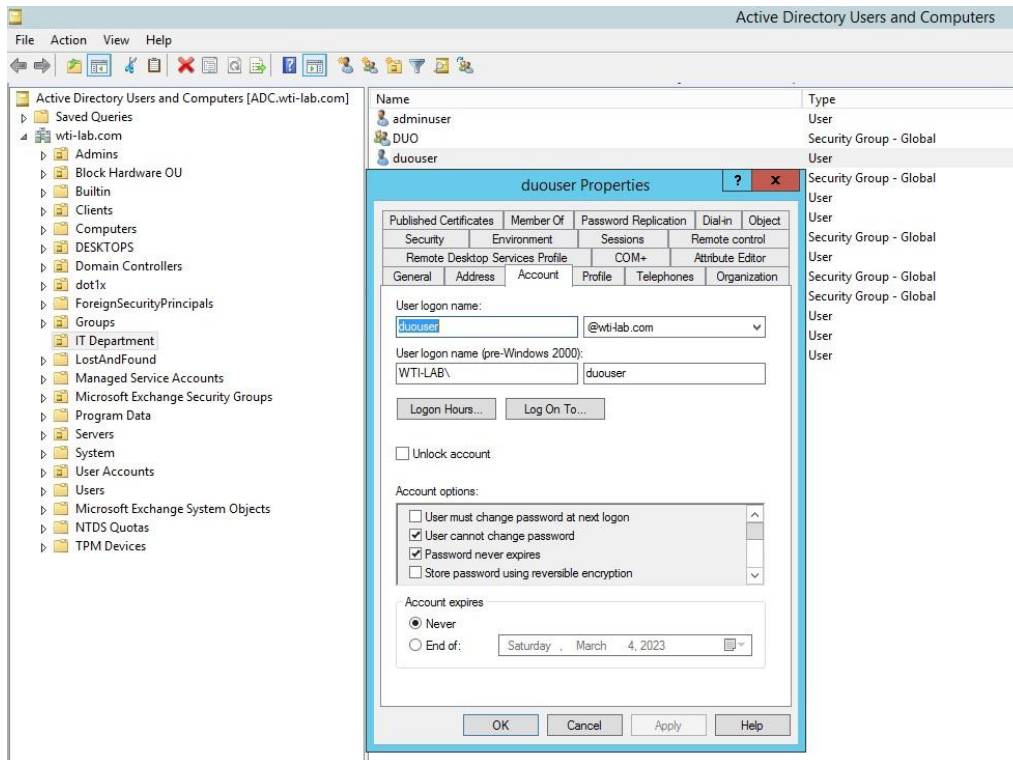 Active Directory Users and Computers
File Action View Help
Active Directory Users and Computers [ADC.wti-lab.com]
Saved Queries
wti-lab.com
Admins
Block Hardware OU
Builtin
Clients
Computers
DESKTOPS
Domain Controllers
dot1x
ForeignSecurityPrincipals
Groups
IT Department
LostAndFound
Managed Service Accounts
Microsoft Exchange Security Groups
Program Data
Servers
System
User Accounts
Users
Microsoft Exchange System Objects
NTDS Quotas
TPM Devices
Name Type
adminuser User
DUO Security Group - Global
duouser User
Security Group - Global
User
User
Security Group - Global
User
Security Group - Global
Security Group - Global
User
User
User
duouser Properties ? x
Published Certificates Member Of Password Replication Dial-in Object
Security Environment Sessions Remote control
Remote Desktop Services Profile COM+ Attribute Editor
General Address Account Profile Telephones Organization
User logon name:
duouser @wti-lab.com
User logon name (pre-Windows 2000):
WTI-LAB\ duouser
Logon Hours... Log On To...
Unlock account
Account options:
User must change password at next logon
User cannot change password
Password never expires
Store password using reversible encryption
Account expires
Never
End of: Saturday , March 4, 2023
OK Cancel Apply Help